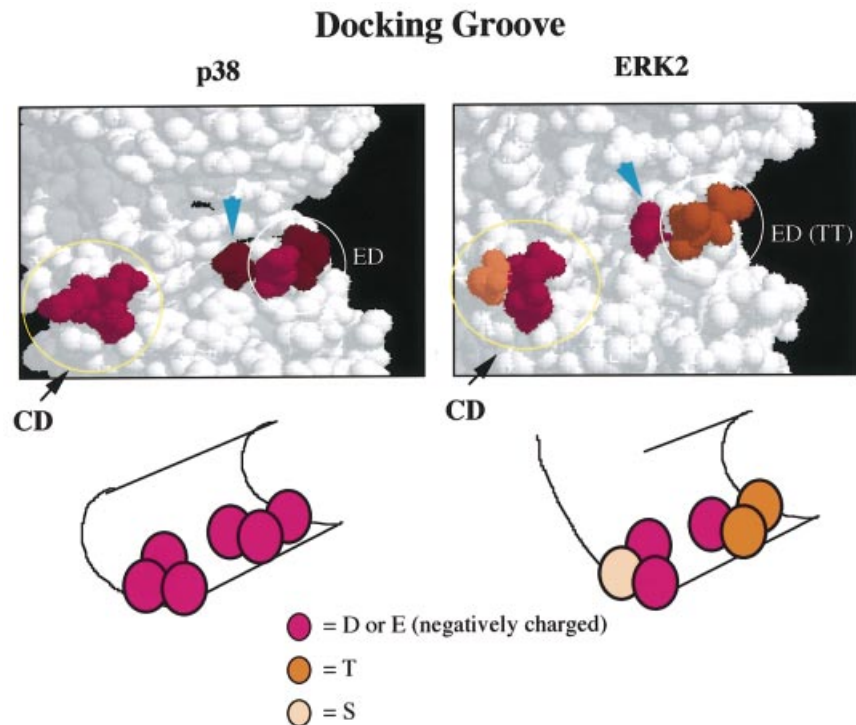 Docking Groove
p38
ERK2
ED
ED (TT)
CD
CD
= D or E (negatively charged)
= T
= S